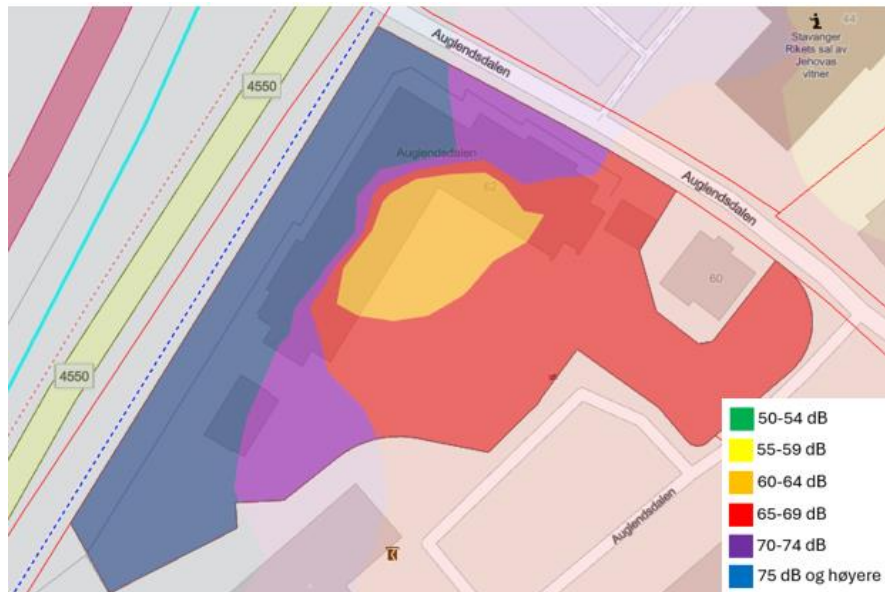 Auglendsdalen
44
Stavanger
Rikets sal av
Jehovas
vitner
4550
Auglendsdalen
62
Auglendsdalen
60
4550
Auglendsdalen
50-54 dB
55-59 dB
60-64 dB
65-69 dB
70-74 dB
75 dB og høyere